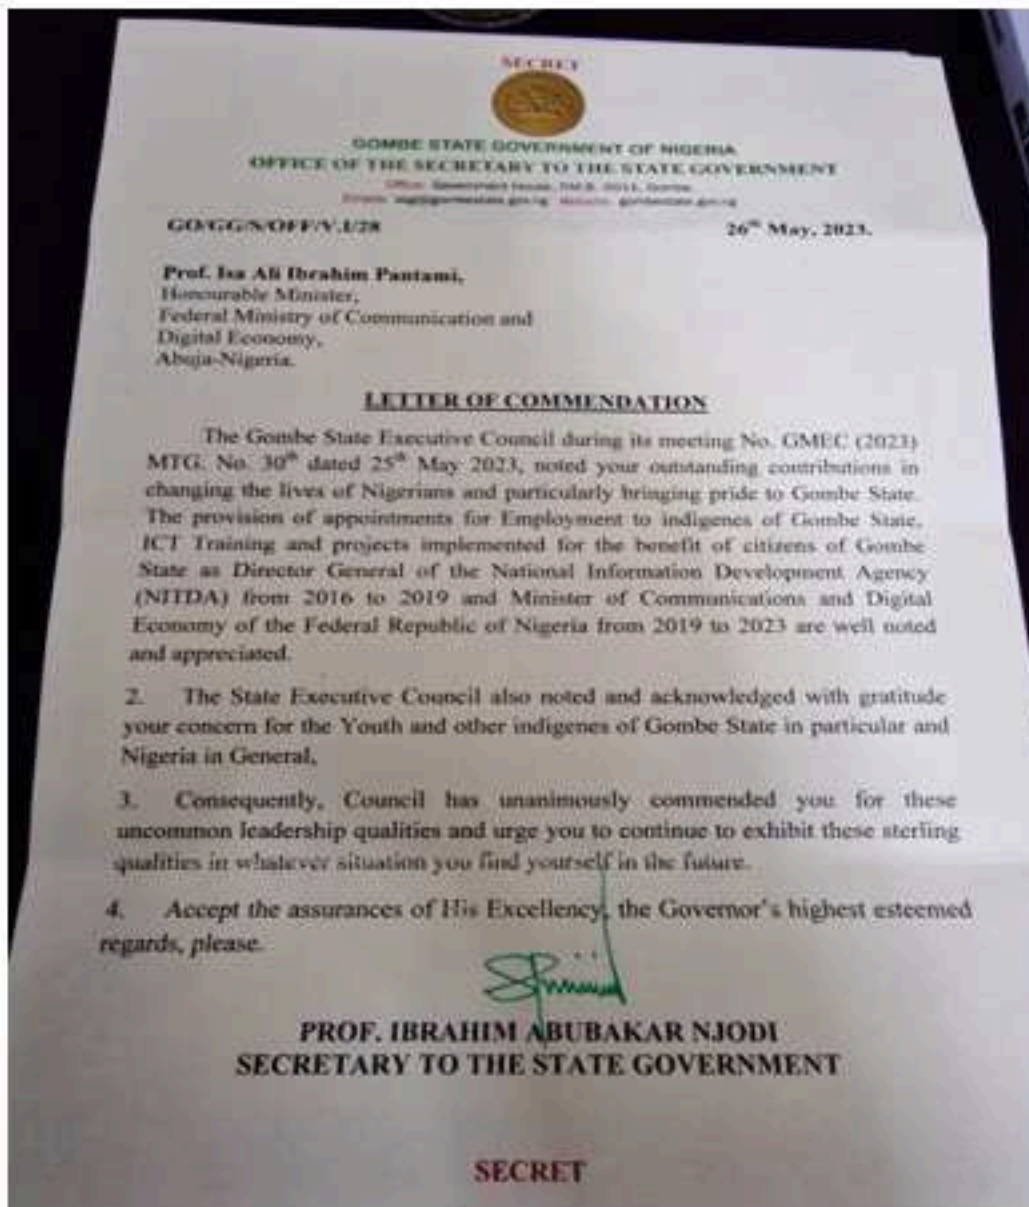 SECRET
GOMBE STATE GOVERNMENT OF NIGERIA
OFFICE OF THE SECRETARY TO THE STATE GOVERNMENT
Office: Government House, Gombe.
gombestate.gov.ng
GO/GG/S/OFF/V.I/28 26th May, 2023.
Prof. Isa Ali Ibrahim Pantami,
Honourable Minister,
Federal Ministry of Communication and
Digital Economy,
Abuja-Nigeria.
LETTER OF COMMENDATION
The Gombe State Executive Council during its meeting No. GMEC (2023)
MTG. No. 30th dated 25th May 2023, noted your outstanding contributions in
changing the lives of Nigerians and particularly bringing pride to Gombe State.
The provision of appointments for Employment to indigenes of Gombe State,
ICT Training and projects implemented for the benefit of citizens of Gombe
State as Director General of the National Information Development Agency
(NITDA) from 2016 to 2019 and Minister of Communications and Digital
Economy of the Federal Republic of Nigeria from 2019 to 2023 are well noted
and appreciated.
2. The State Executive Council also noted and acknowledged with gratitude
your concern for the Youth and other indigenes of Gombe State in particular and
Nigeria in General,
3. Consequently, Council has unanimously commended you for these
uncommon leadership qualities and urge you to continue to exhibit these sterling
qualities in whatever situation you find yourself in the future.
4. Accept the assurances of His Excellency, the Governor's highest esteemed
regards, please.
PROF. IBRAHIM ABUBAKAR NJODI
SECRETARY TO THE STATE GOVERNMENT
SECRET